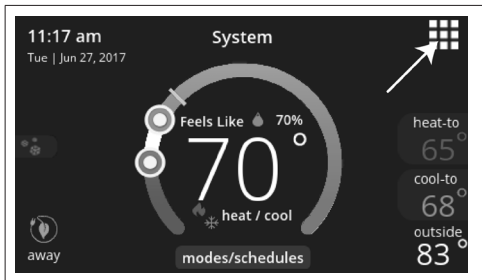 11:17 am
System
Tue | Jun 27, 2017
Feels Like 70%
70°
heat / cool
heat-to
65°
cool-to
68°
outside
83°
away
modes/schedules